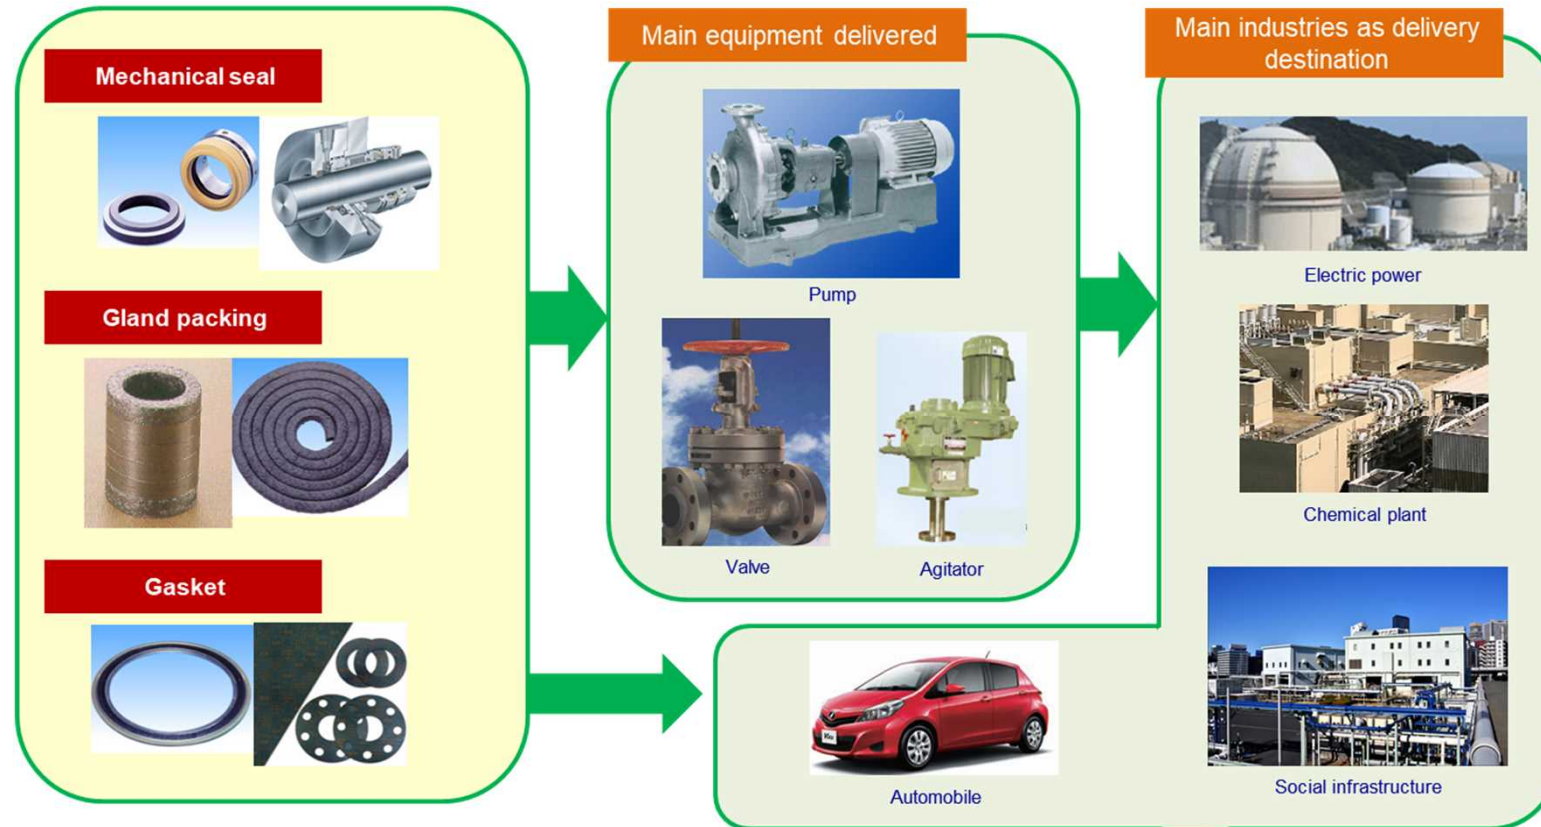 Mechanical seal
Gland packing
Gasket
Main equipment delivered
Pump
Valve
Agitator
Main industries as delivery
destination
Electric power
Chemical plant
Social infrastructure
Automobile